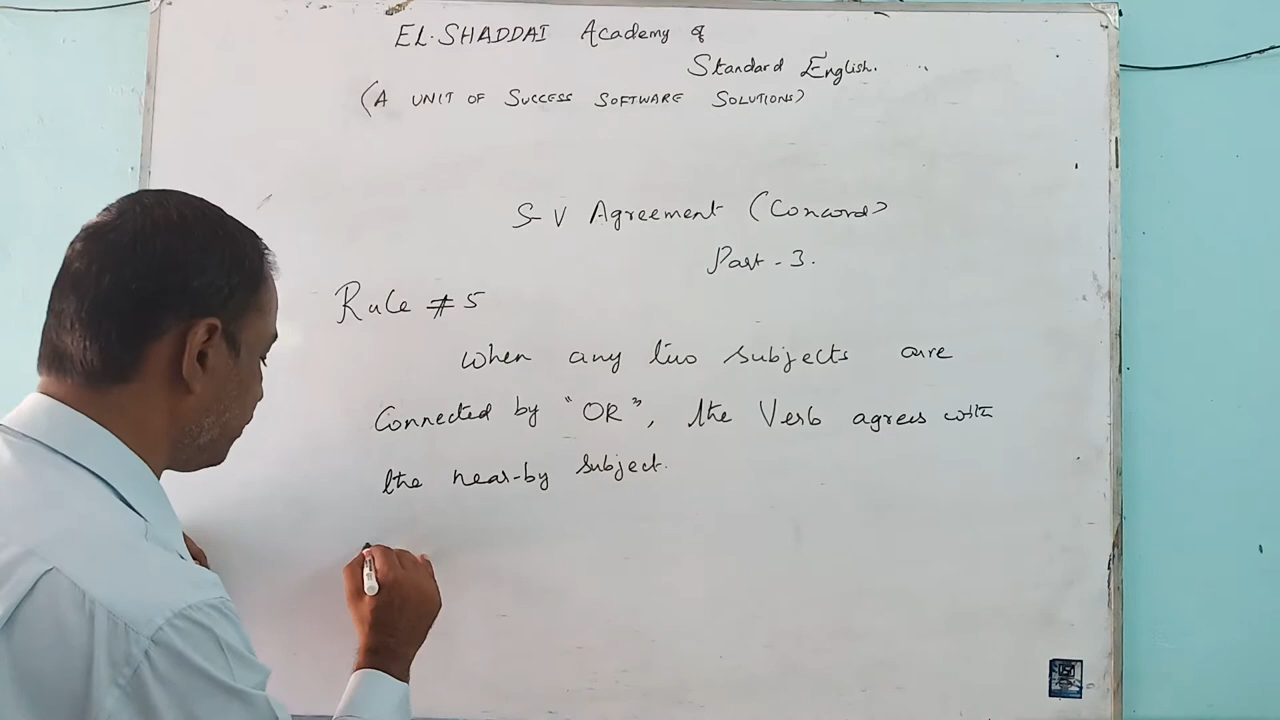 EL-SHADDAI Academy of
Standard English.
(A UNIT OF SUCCESS SOFTWARE SOLUTIONS)
S-V Agreement (Concord)
Part - 3.
Rule # 5
When any two subjects are
Connected by "OR", the Verb agrees with
the near-by subject.